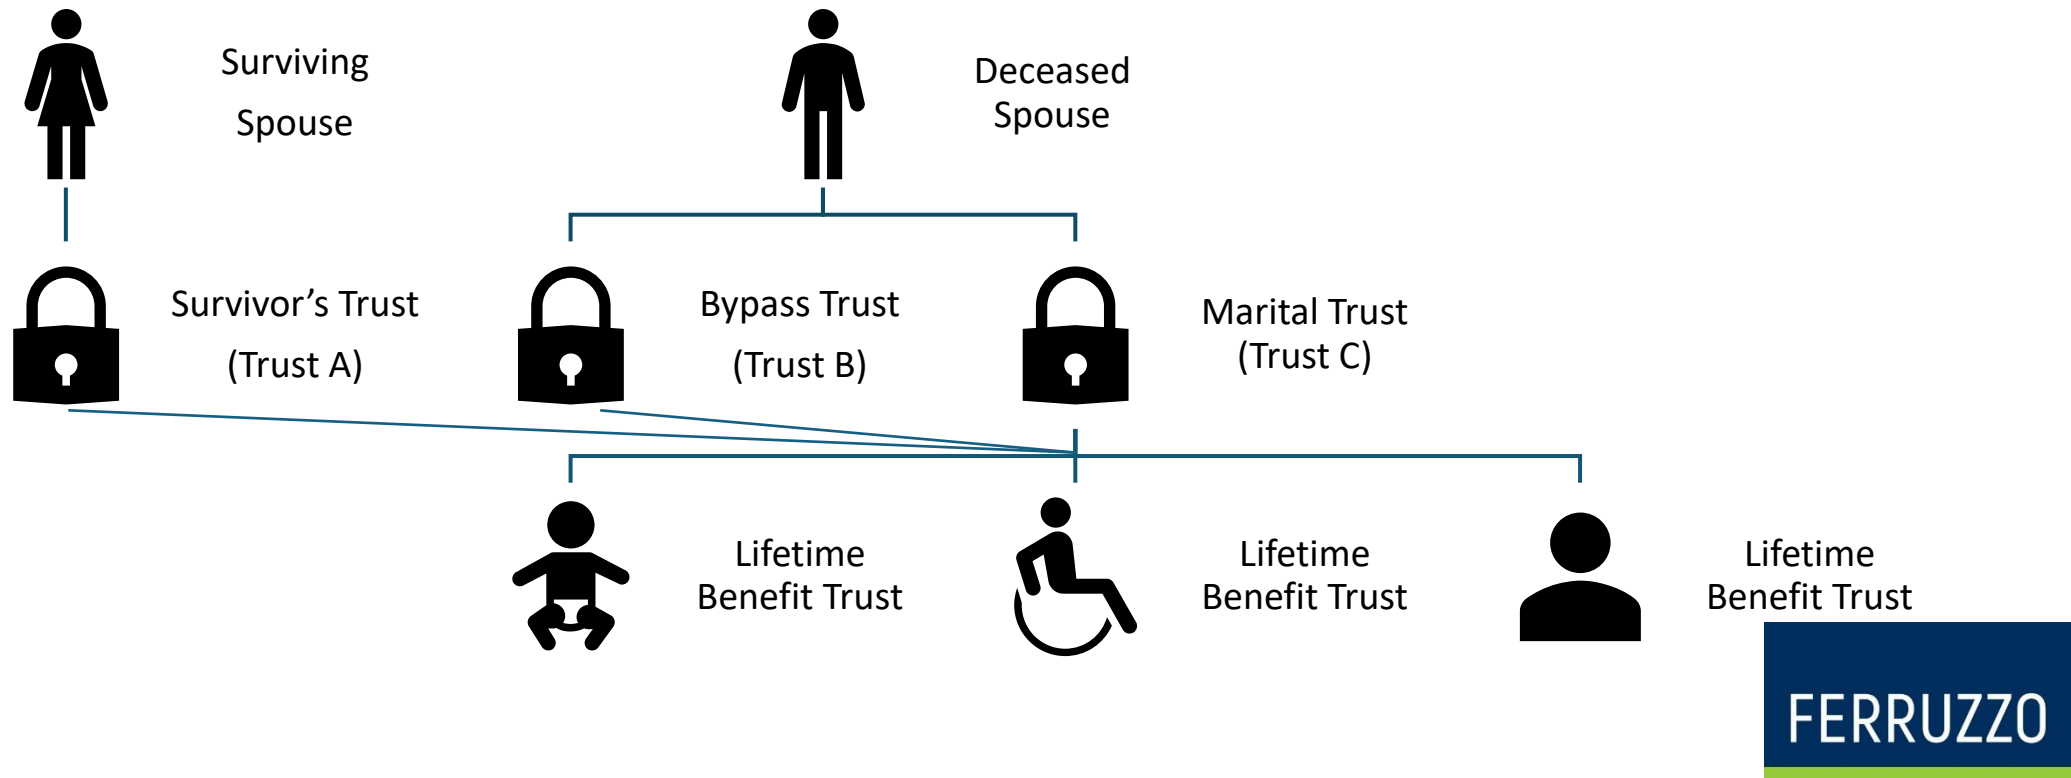 Surviving
Spouse
Deceased
Spouse
Survivor’s Trust
(Trust A)
Bypass Trust
(Trust B)
Marital Trust
(Trust C)
Lifetime
Benefit Trust
Lifetime
Benefit Trust
Lifetime
Benefit Trust
FERRUZZO